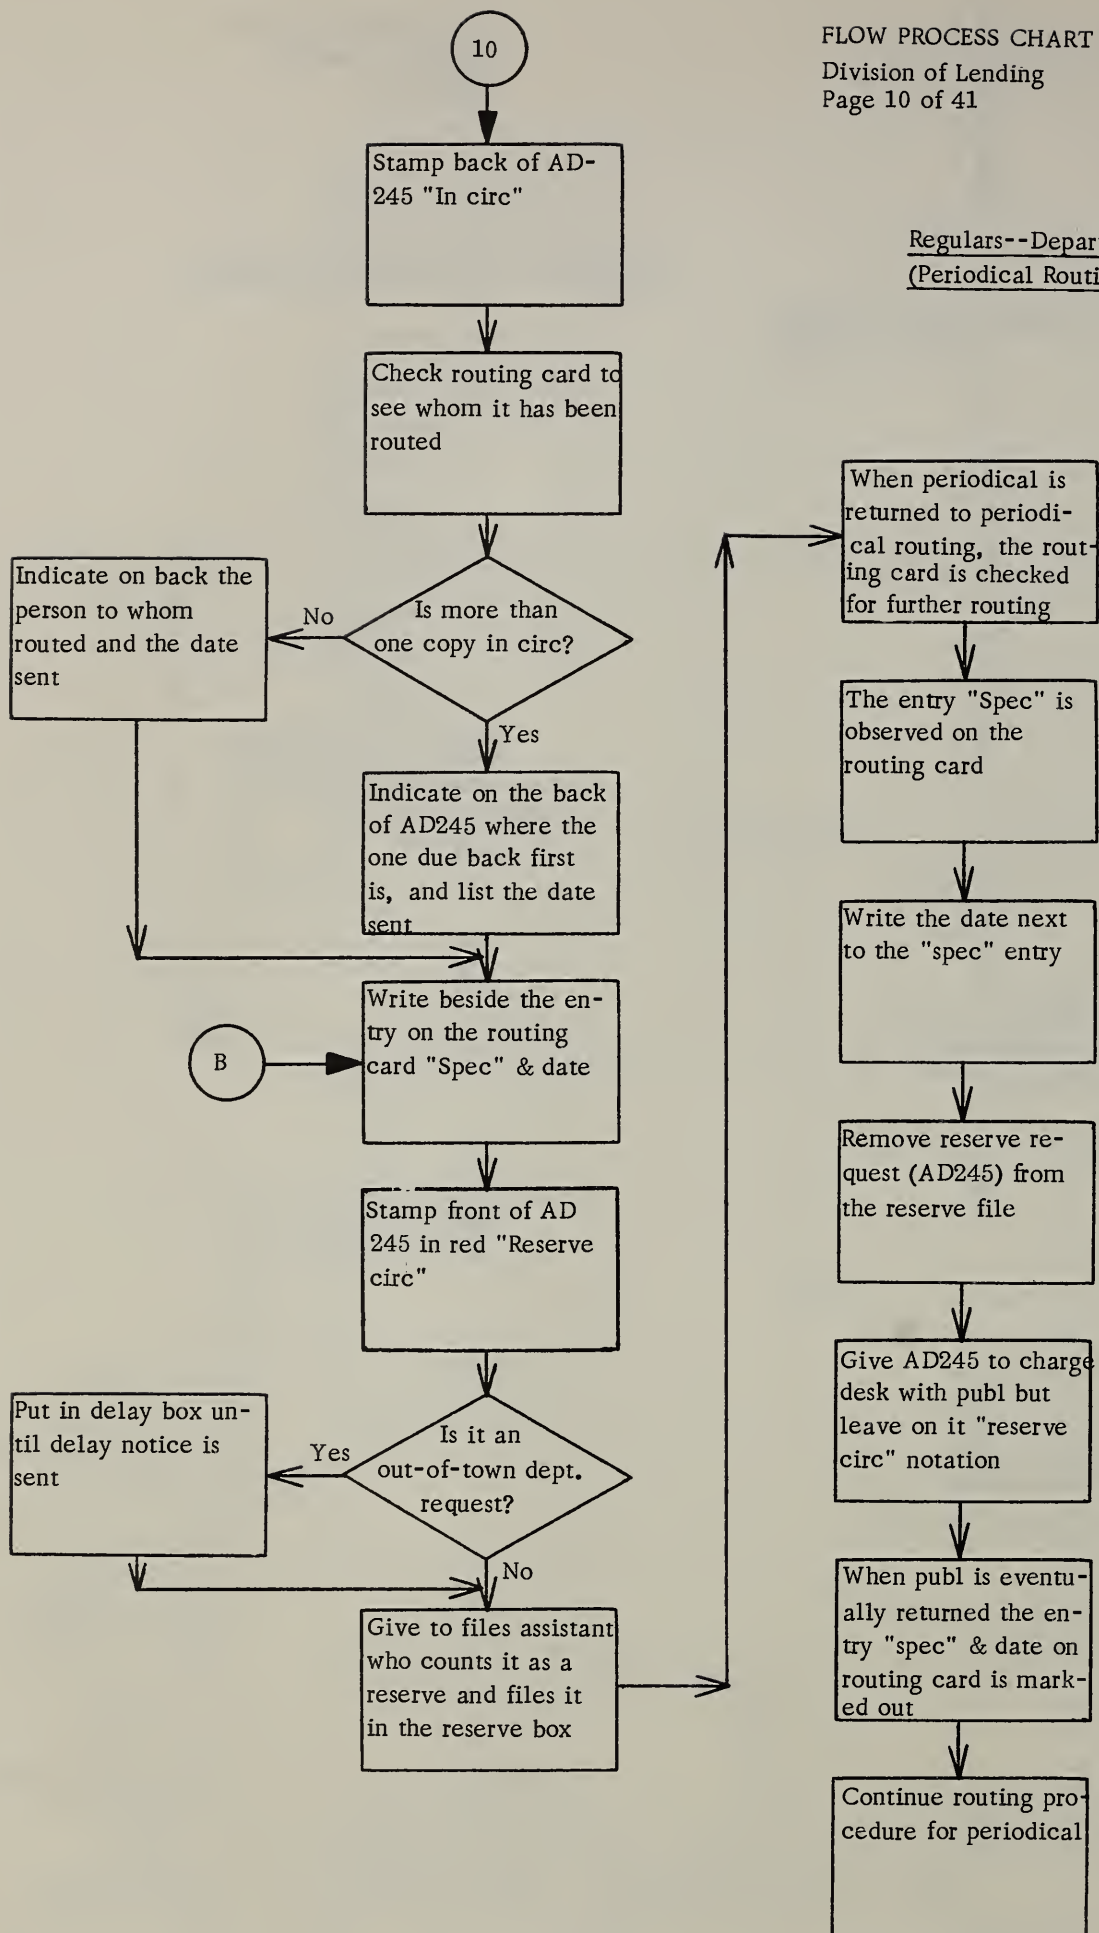 10
FLOW PROCESS CHART
Division of Lending
Page 10 of 41
Regulars--Depar
(Periodical Routi
Stamp back of AD-
245 "In circ"
Check routing card to
see whom it has been
routed
Is more than
one copy in circ?
No
Indicate on back the
person to whom
routed and the date
sent
Yes
Indicate on the back
of AD245 where the
one due back first
is, and list the date
sent
Write beside the en-
try on the routing
card "Spec" & date
B
Stamp front of AD
245 in red "Reserve
circ"
Is it an
out-of-town dept.
request?
Yes
Put in delay box un-
til delay notice is
sent
No
Give to files assistant
who counts it as a
reserve and files it
in the reserve box
When periodical is
returned to periodi-
cal routing, the rout-
ing card is checked
for further routing
The entry "Spec" is
observed on the
routing card
Write the date next
to the "spec" entry
Remove reserve re-
quest (AD245) from
the reserve file
Give AD245 to charge
desk with publ but
leave on it "reserve
circ" notation
When publ is eventu-
ally returned the en-
try "spec" & date on
routing card is mark-
ed out
Continue routing pro-
cedure for periodical